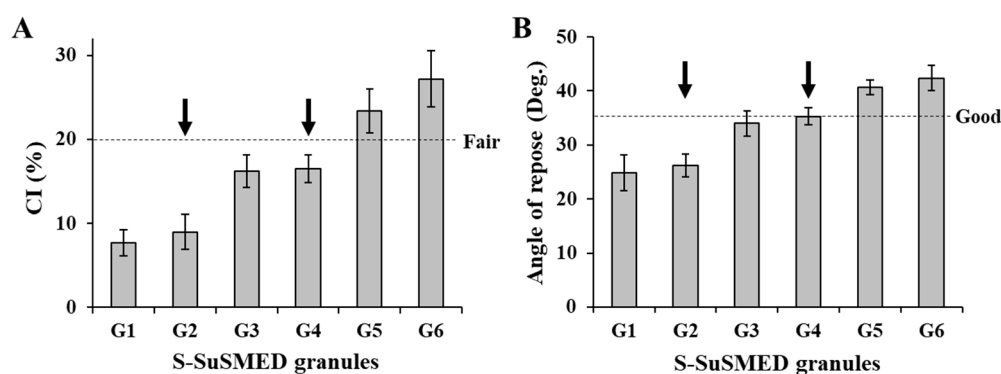 A
CI (%)
30
20
10
0
Fair
G1 G2 G3 G4 G5 G6
S-SuSMED granules
B
Angle of repose (Deg.)
50
40
30
20
10
0
Good
G1 G2 G3 G4 G5 G6
S-SuSMED granules